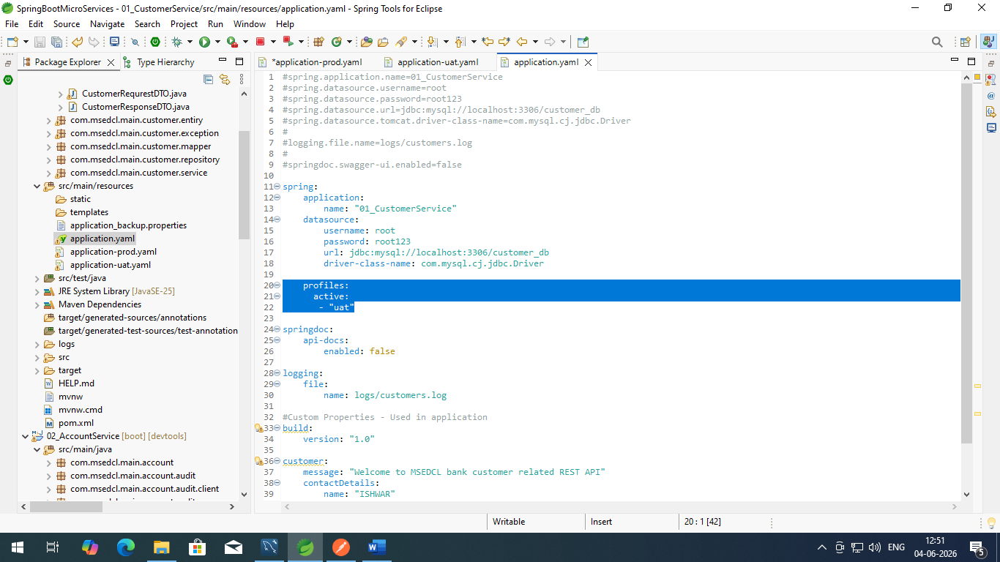 SpringBootMicroServices - 01_CustomerService/src/main/resources/application.yaml - Spring Tools for Eclipse
File Edit Source Navigate Search Project Run Window Help
Package Explorer
Type Hierarchy
CustomerRequrestDTO.java
CustomerResponseDTO.java
com.msedcl.main.customer.entiry
com.msedcl.main.customer.exception
com.msedcl.main.customer.mapper
com.msedcl.main.customer.repository
com.msedcl.main.customer.service
src/main/resources
static
templates
application_backup.properties
application.yaml
application-prod.yaml
application-uat.yaml
src/test/java
JRE System Library [JavaSE-25]
Maven Dependencies
target/generated-sources/annotations
target/generated-test-sources/test-annotation
logs
src
target
HELP.md
mvnw
mvnw.cmd
pom.xml
02_AccountService [boot] [devtools]
src/main/java
com.msedcl.main.account
com.msedcl.main.account.audit
com.msedcl.main.account.audit.client
*application-prod.yaml
application-uat.yaml
application.yaml
1 #spring.application.name=01_CustomerService
2 #spring.datasource.username=root
3 #spring.datasource.password=root123
4 #spring.datasource.url=jdbc:mysql://localhost:3306/customer_db
5 #spring.datasource.tomcat.driver-class-name=com.mysql.cj.jdbc.Driver
6 #
7 #logging.file.name=logs/customers.log
8 #
9 #springdoc.swagger-ui.enabled=false
10
11 spring:
12 application:
13 name: "01_CustomerService"
14 datasource:
15 username: root
16 password: root123
17 url: jdbc:mysql://localhost:3306/customer_db
18 driver-class-name: com.mysql.cj.jdbc.Driver
19
20 profiles:
21 active:
22 - "uat"
23
24 springdoc:
25 api-docs:
26 enabled: false
27
28 logging:
29 file:
30 name: logs/customers.log
31
32 #Custom Properties - Used in application
33 build:
34 version: "1.0"
35
36 customer:
37 message: "Welcome to MSEDCL bank customer related REST API"
38 contactDetails:
39 name: "ISHWAR"
Writable
Insert
20 : 1 [42]
ENG
12:51
04-06-2026
5